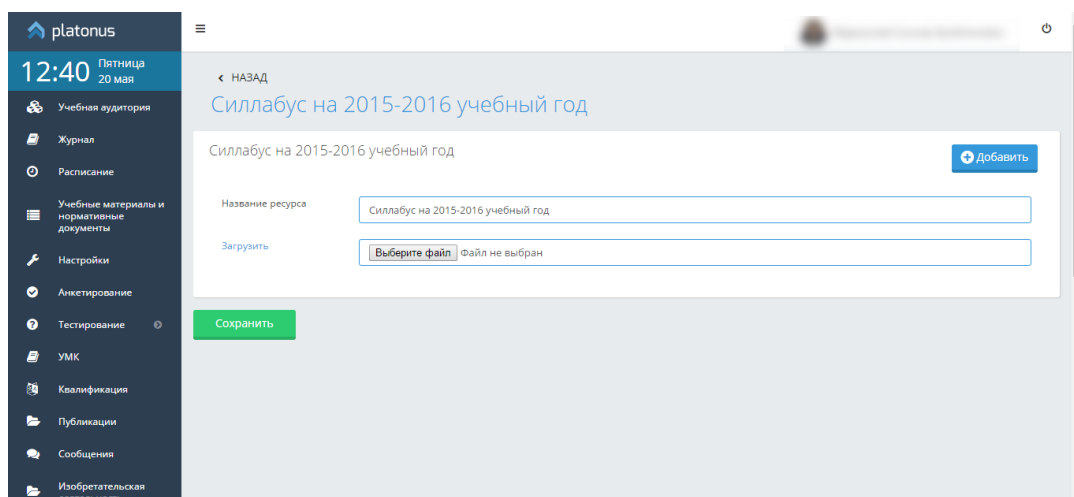 platonus
12:40 Пятница
20 мая
Учебная аудитория
Журнал
Расписание
Учебные материалы и
нормативные
документы
Настройки
Анкетирование
Тестирование
УМК
Квалификация
Публикации
Сообщения
Изобретательская
НАЗАД
Силлабус на 2015-2016 учебный год
Силлабус на 2015-2016 учебный год
Добавить
Название ресурса
Силлабус на 2015-2016 учебный год
Загрузить
Выберите файл Файл не выбран
Сохранить